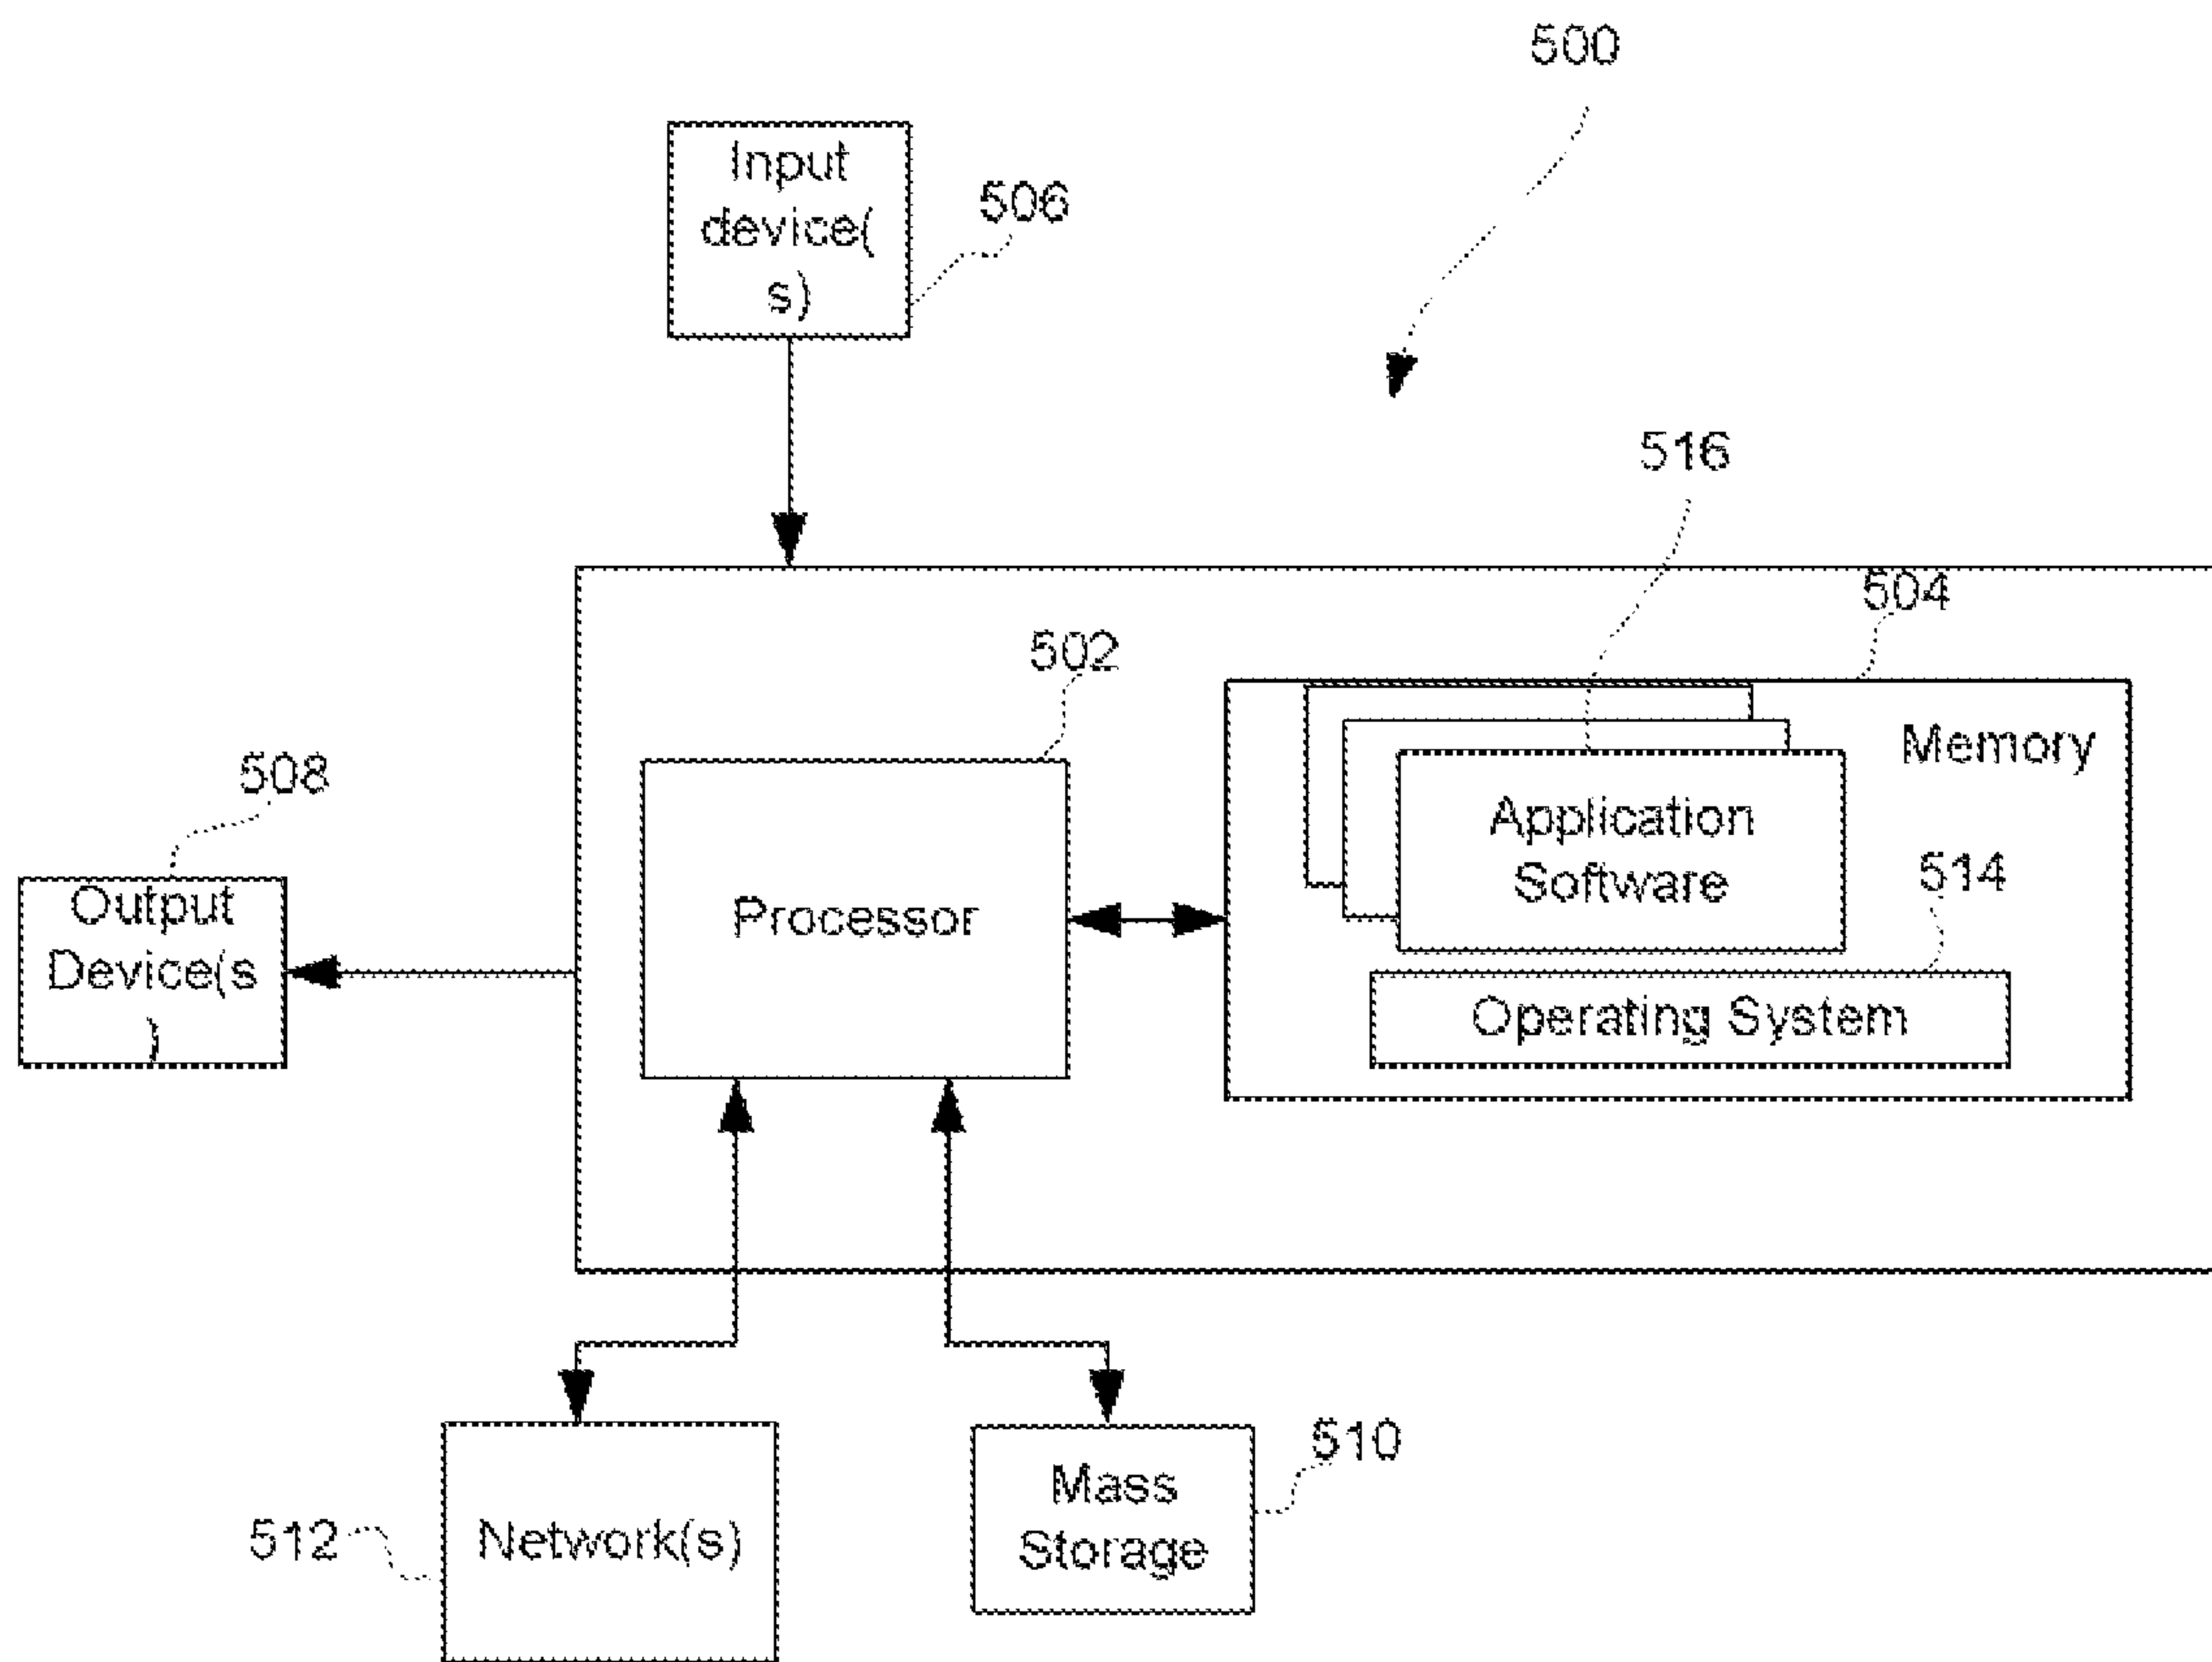 500
Input
device(
s)
506
516
504
502
Memory
508
Application
Software
514
Output
Device(s
)
Processor
Operating System
510
Mass
Storage
512
Network(s)